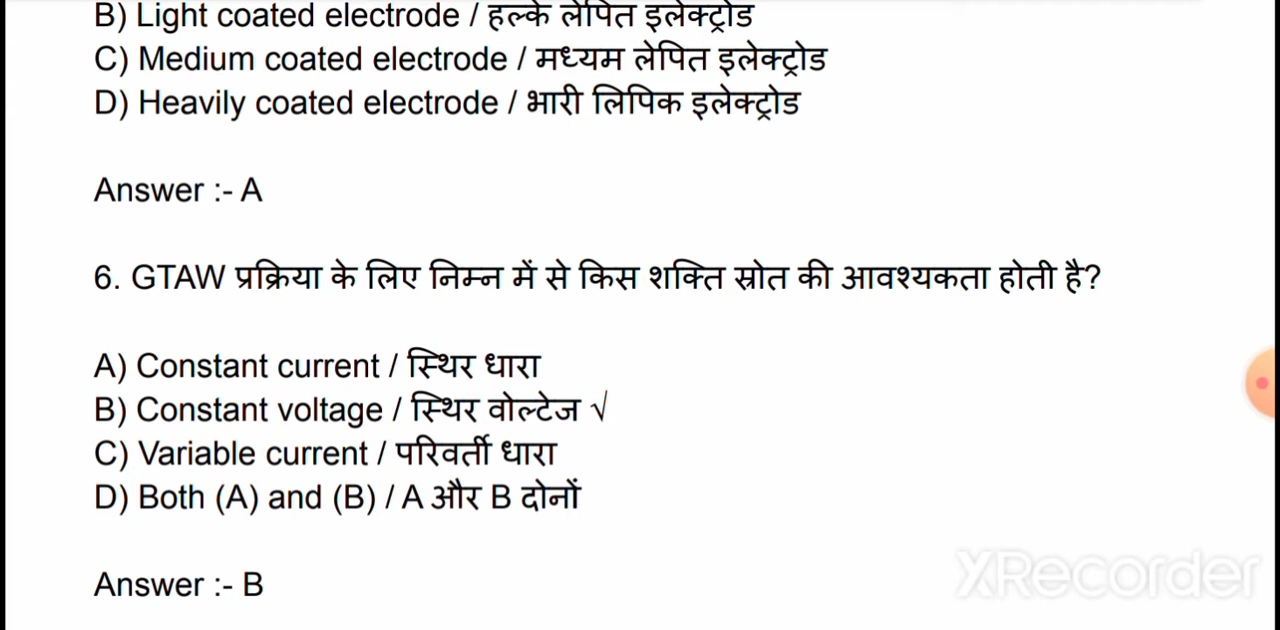 B) Light coated electrode / हल्के लेपित इलेक्ट्रोड
C) Medium coated electrode / मध्यम लेपित इलेक्ट्रोड
D) Heavily coated electrode / भारी लिपिक इलेक्ट्रोड
Answer :- A
6. GTAW प्रक्रिया के लिए निम्न में से किस शक्ति स्रोत की आवश्यकता होती है?
A) Constant current / स्थिर धारा
B) Constant voltage / स्थिर वोल्टेज √
C) Variable current / परिवर्ती धारा
D) Both (A) and (B) / A और B दोनों
Answer :- B
XRecorder